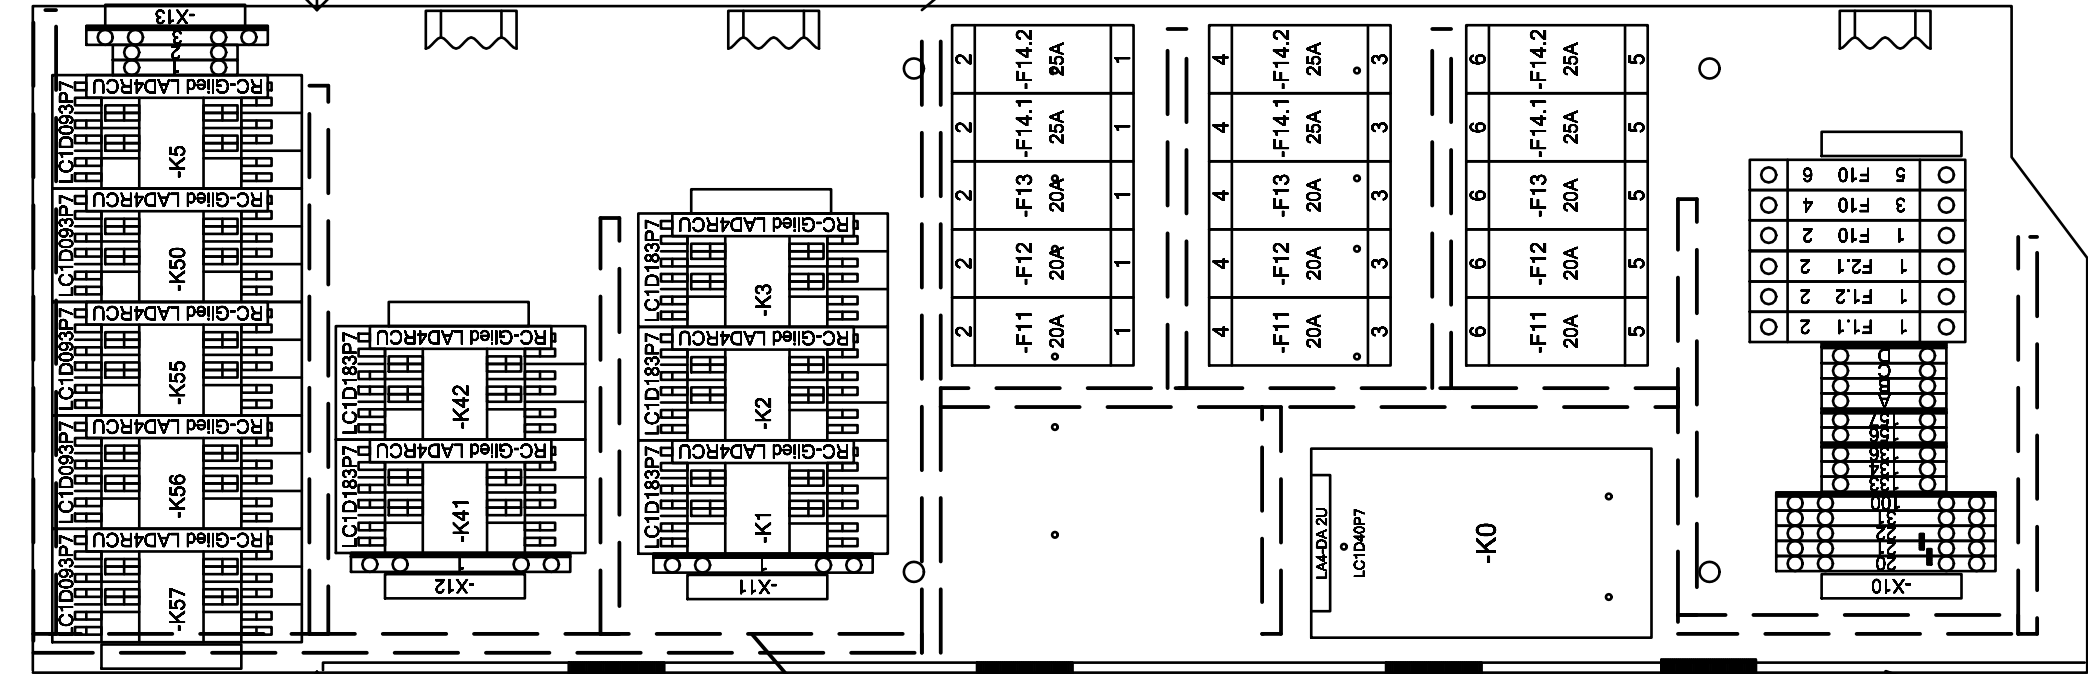 -X13
3
2
1
RC-Glied LAD4RCU
LC1D093P7
-K5
RC-Glied LAD4RCU
LC1D093P7
-K50
RC-Glied LAD4RCU
LC1D093P7
-K55
RC-Glied LAD4RCU
LC1D093P7
-K56
RC-Glied LAD4RCU
LC1D093P7
-K57
RC-Glied LAD4RCU
LC1D183P7
-K42
RC-Glied LAD4RCU
LC1D183P7
-K41
1
-X12
RC-Glied LAD4RCU
LC1D183P7
-K3
RC-Glied LAD4RCU
LC1D183P7
-K2
RC-Glied LAD4RCU
LC1D183P7
-K1
1
-X11
2 -F14.2 25A 1
2 -F14.1 25A 1
2 -F13 20A 1
2 -F12 20A 1
2 -F11 20A 1
4 -F14.2 25A 3
4 -F14.1 25A 3
4 -F13 20A 3
4 -F12 20A 3
4 -F11 20A 3
6 -F14.2 25A 5
6 -F14.1 25A 5
6 -F13 20A 5
6 -F12 20A 5
6 -F11 20A 5
LA4-DA 2U
LC1D40P7
-K0
5 F10 6
3 F10 4
1 F10 2
1 F2.1 2
1 F1.2 2
1 F1.1 2
D
C
B
A
-X10